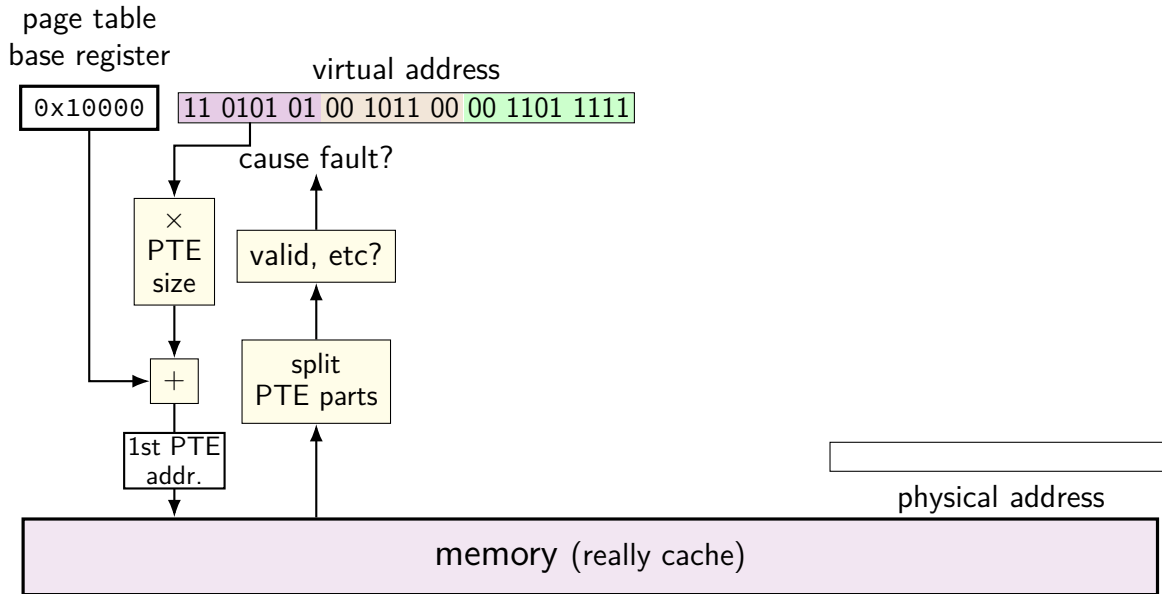 page table
base register
virtual address
0x10000
11 0101 01 00 1011 00 00 1101 1111
cause fault?
×
PTE
size
valid, etc?
split
PTE parts
+
1st PTE
addr.
physical address
memory (really cache)